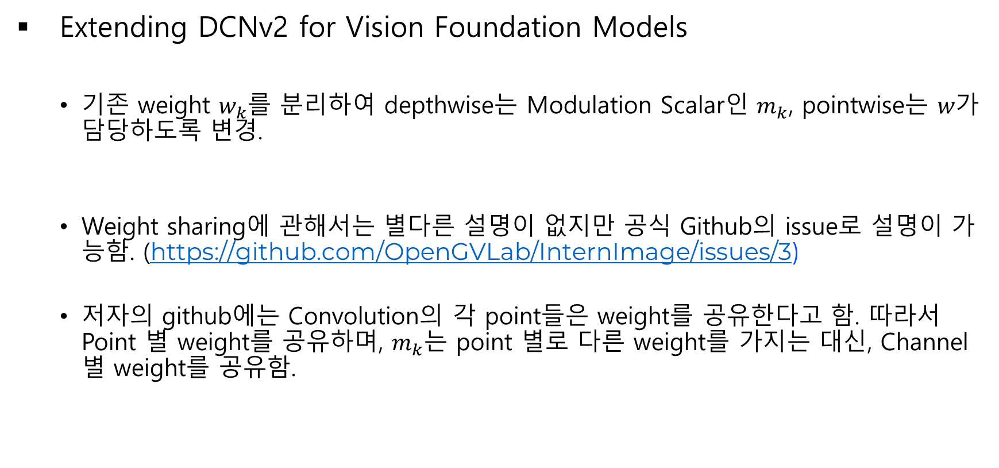 ▪ Extending DCNv2 for Vision Foundation Models
• 기존 weight 𝑤ₖ를 분리하여 depthwise는 Modulation Scalar인 𝑚ₖ, pointwise는 𝑤가
담당하도록 변경.
• Weight sharing에 관해서는 별다른 설명이 없지만 공식 Github의 issue로 설명이 가
능함. (https://github.com/OpenGVLab/InternImage/issues/3)
• 저자의 github에는 Convolution의 각 point들은 weight를 공유한다고 함. 따라서
Point 별 weight를 공유하며, 𝑚ₖ는 point 별로 다른 weight를 가지는 대신, Channel
별 weight를 공유함.